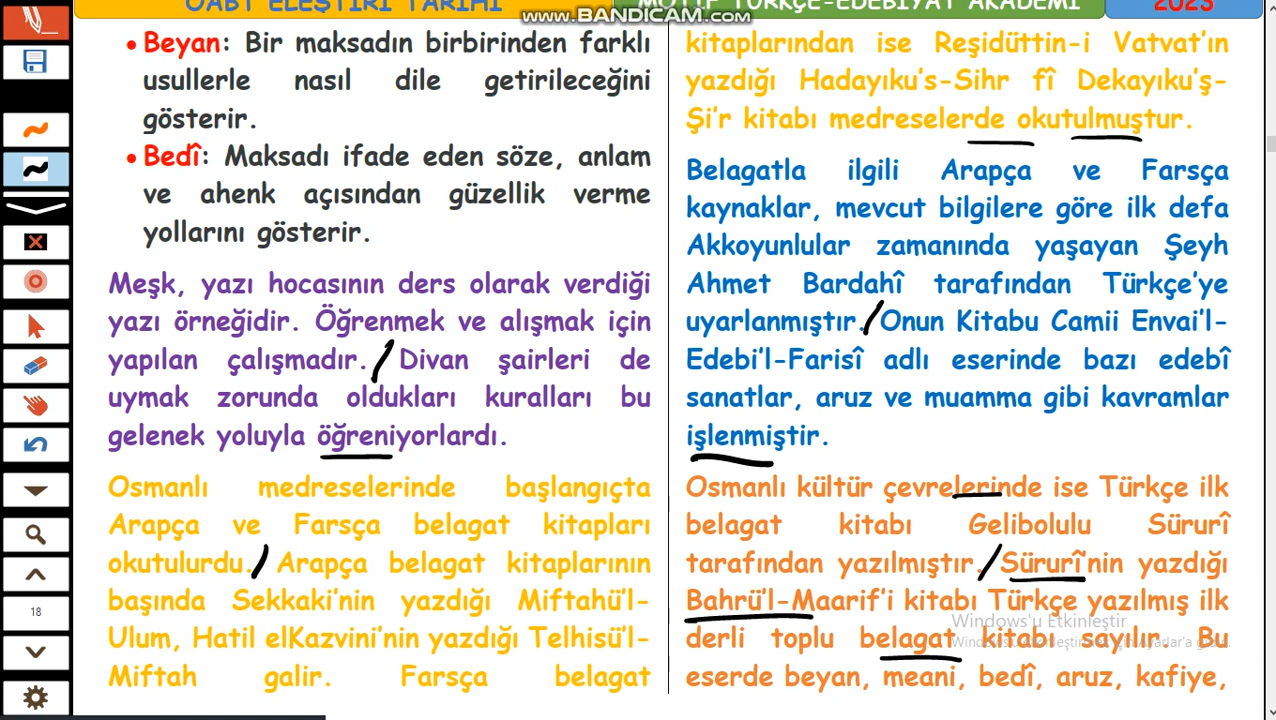 ÖABT ELEŞTİRİ TARİHİ
www.BANDICAM.com
TÜRKÇE-EDEBİYAT AKADEMİ
2023
• Beyan: Bir maksadın birbirinden farklı
usullerle nasıl dile getirileceğini
gösterir.
• Bedî: Maksadı ifade eden söze, anlam
ve ahenk açısından güzellik verme
yollarını gösterir.
Meşk, yazı hocasının ders olarak verdiği
yazı örneğidir. Öğrenmek ve alışmak için
yapılan çalışmadır. Divan şairleri de
uymak zorunda oldukları kuralları bu
gelenek yoluyla öğreniyorlardı.
Osmanlı medreselerinde başlangıçta
Arapça ve Farsça belagat kitapları
okutulurdu. Arapça belagat kitaplarının
başında Sekkaki’nin yazdığı Miftahü’l-
Ulum, Hatil elKazvini’nin yazdığı Telhisü’l-
Miftah galir. Farsça belagat
kitaplarından ise Reşidüttin-i Vatvat’ın
yazdığı Hadayıku’s-Sihr fî Dekayıku’ş-
Şi’r kitabı medreselerde okutulmuştur.
Belagatla ilgili Arapça ve Farsça
kaynaklar, mevcut bilgilere göre ilk defa
Akkoyunlular zamanında yaşayan Şeyh
Ahmet Bardahî tarafından Türkçe’ye
uyarlanmıştır. Onun Kitabu Camii Envai’l-
Edebi’l-Farisî adlı eserinde bazı edebî
sanatlar, aruz ve muamma gibi kavramlar
işlenmiştir.
Osmanlı kültür çevrelerinde ise Türkçe ilk
belagat kitabı Gelibolulu Sürurî
tarafından yazılmıştır. Sürurî’nin yazdığı
Bahrü’l-Maarif’i kitabı Türkçe yazılmış ilk
derli toplu belagat kitabı sayılır. Bu
eserde beyan, meani, bedî, aruz, kafiye,
Windows'u Etkinleştir
18